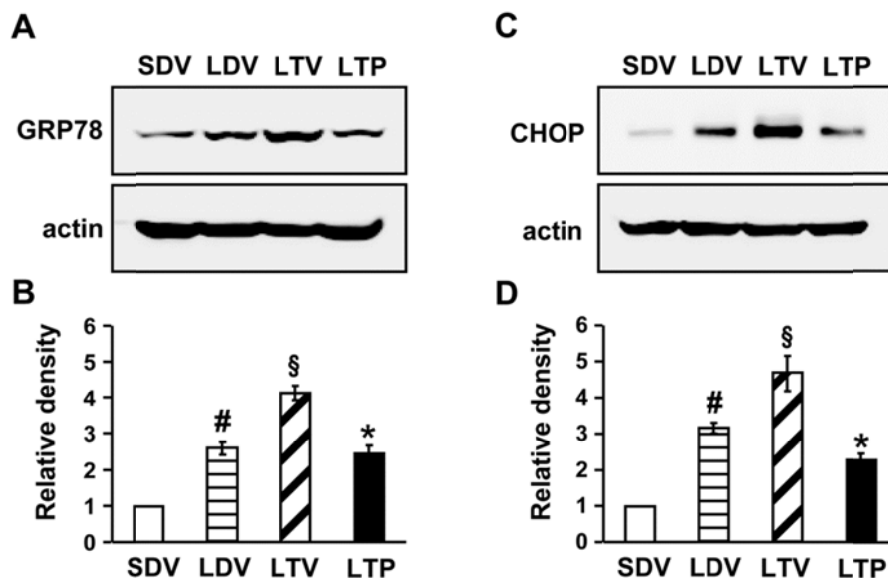 A
SDV LDV LTV LTP
GRP78
actin
B
Relative density
6
5
4
3
2
1
0
#
§
*
SDV LDV LTV LTP
C
SDV LDV LTV LTP
CHOP
actin
D
Relative density
6
5
4
3
2
1
0
#
§
*
SDV LDV LTV LTP